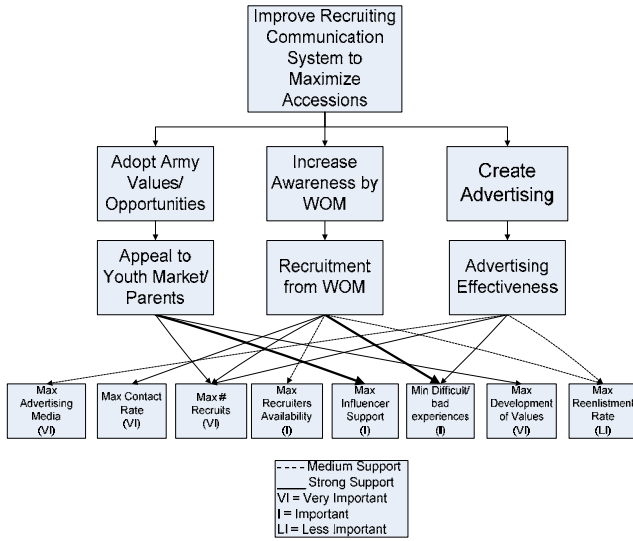 Improve Recruiting
Communication
System to
Maximize
Accessions
Adopt Army
Values/
Opportunities
Increase
Awareness by
WOM
Create
Advertising
Appeal to
Youth Market/
Parents
Recruitment
from WOM
Advertising
Effectiveness
Max
Advertising
Media
(VI)
Max Contact
Rate
(VI)
Max #
Recruits
(VI)
Max
Recruiters
Availability
(I)
Max
Influencer
Support
(I)
Min Difficult/
bad
experiences
(I)
Max
Development
of Values
(VI)
Max
Reenlistment
Rate
(LI)
Medium Support
Strong Support
VI = Very Important
I = Important
LI = Less Important